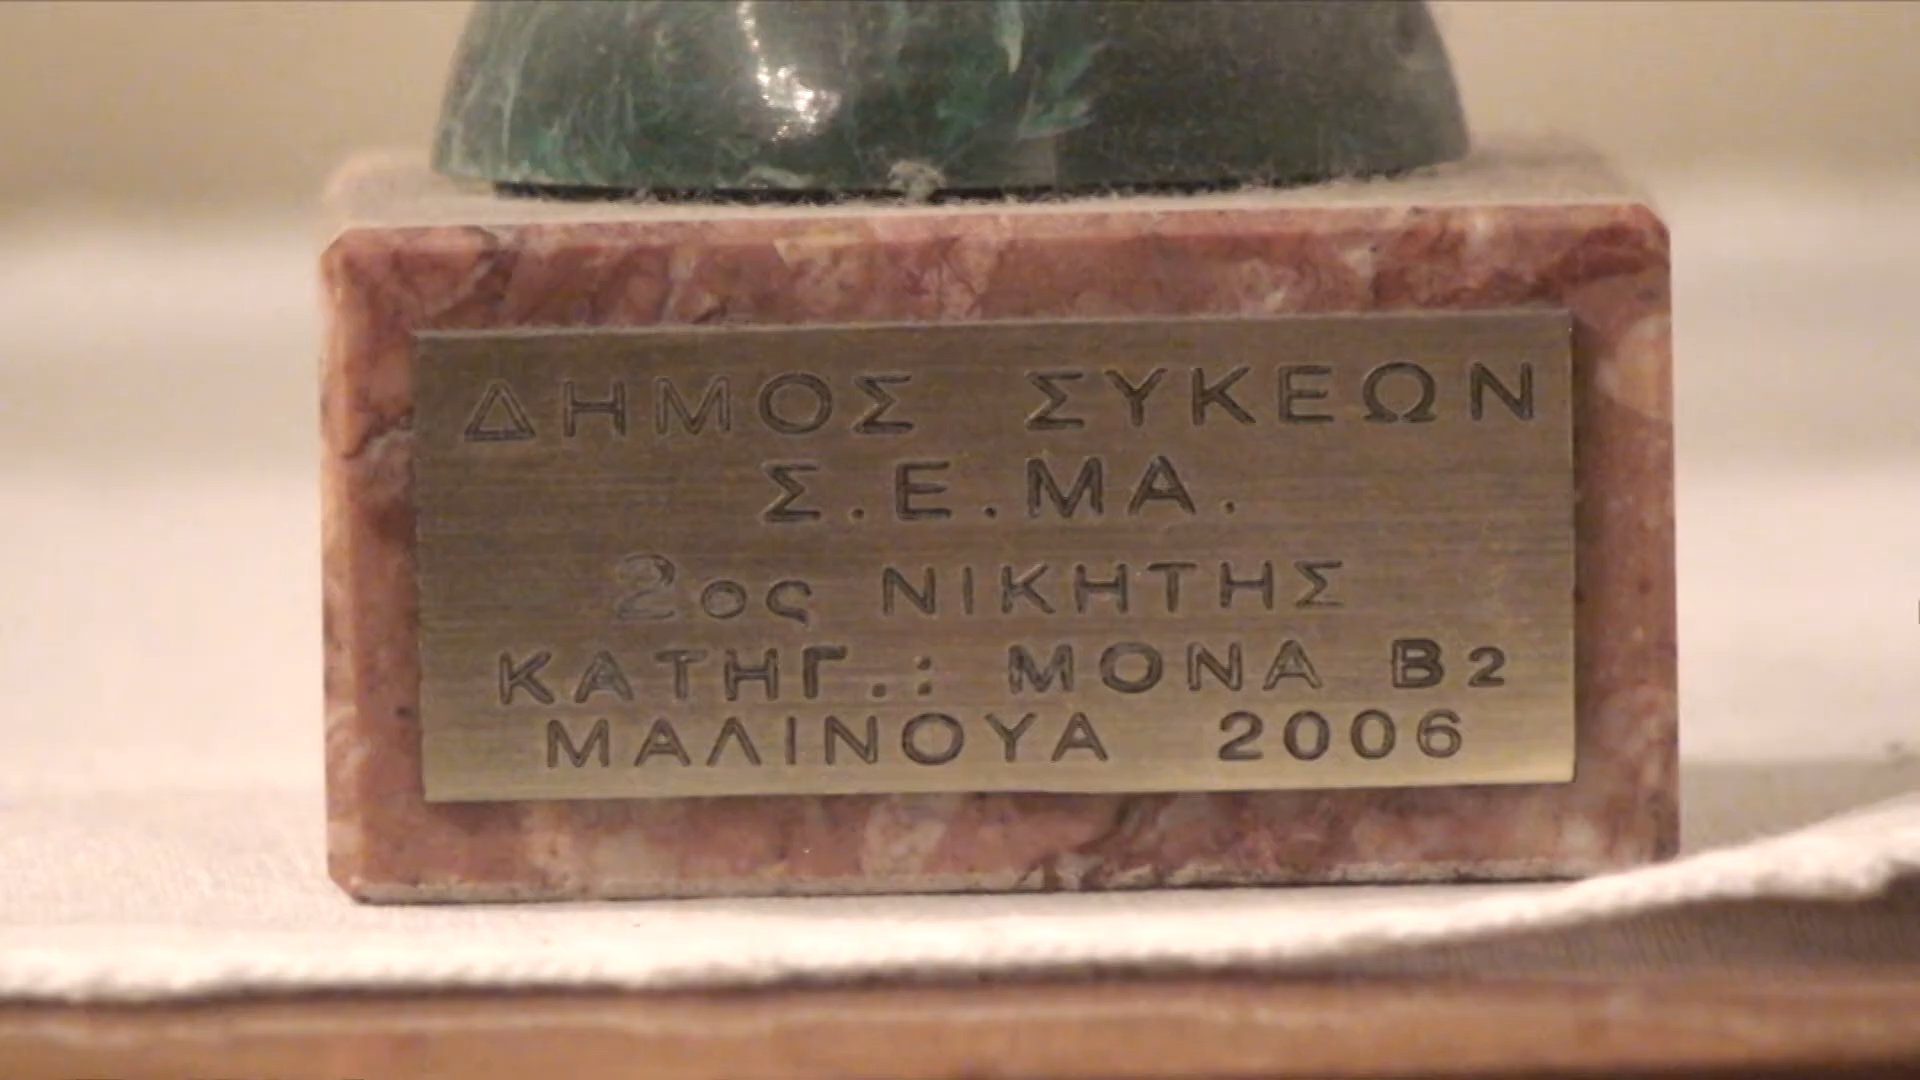 ΔΗΜΟΣ ΣΥΚΕΩΝ
Σ.Ε.ΜΑ.
2ος ΝΙΚΗΤΗΣ
ΚΑΤΗΓ.: ΜΟΝΑ Β2
ΜΑΛΙΝΟΥΑ 2006